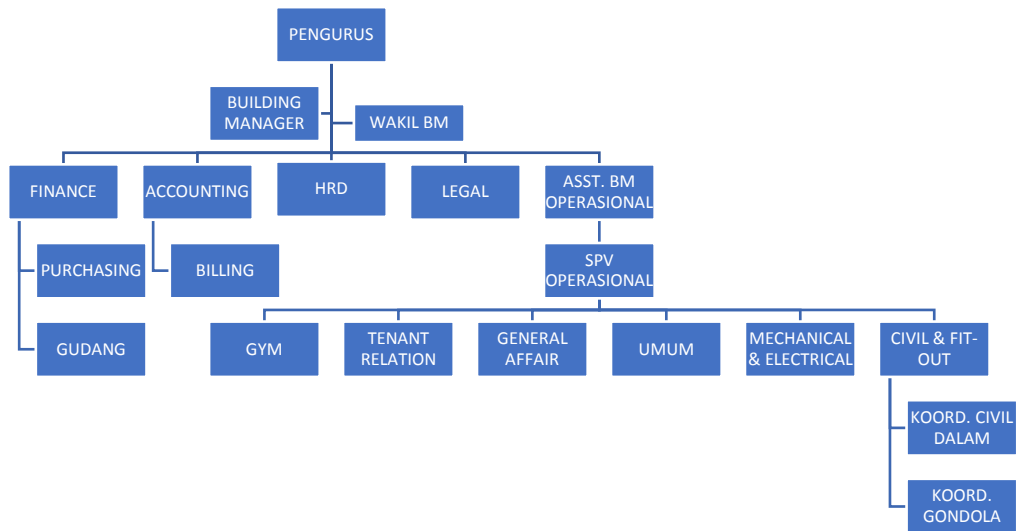 PENGURUS
BUILDING
MANAGER
WAKIL BM
FINANCE
ACCOUNTING
HRD
LEGAL
ASST. BM
OPERASIONAL
PURCHASING
BILLING
SPV
OPERASIONAL
GUDANG
GYM
TENANT
RELATION
GENERAL
AFFAIR
UMUM
MECHANICAL
& ELECTRICAL
CIVIL & FIT-
OUT
KOORD. CIVIL
DALAM
KOORD.
GONDOLA